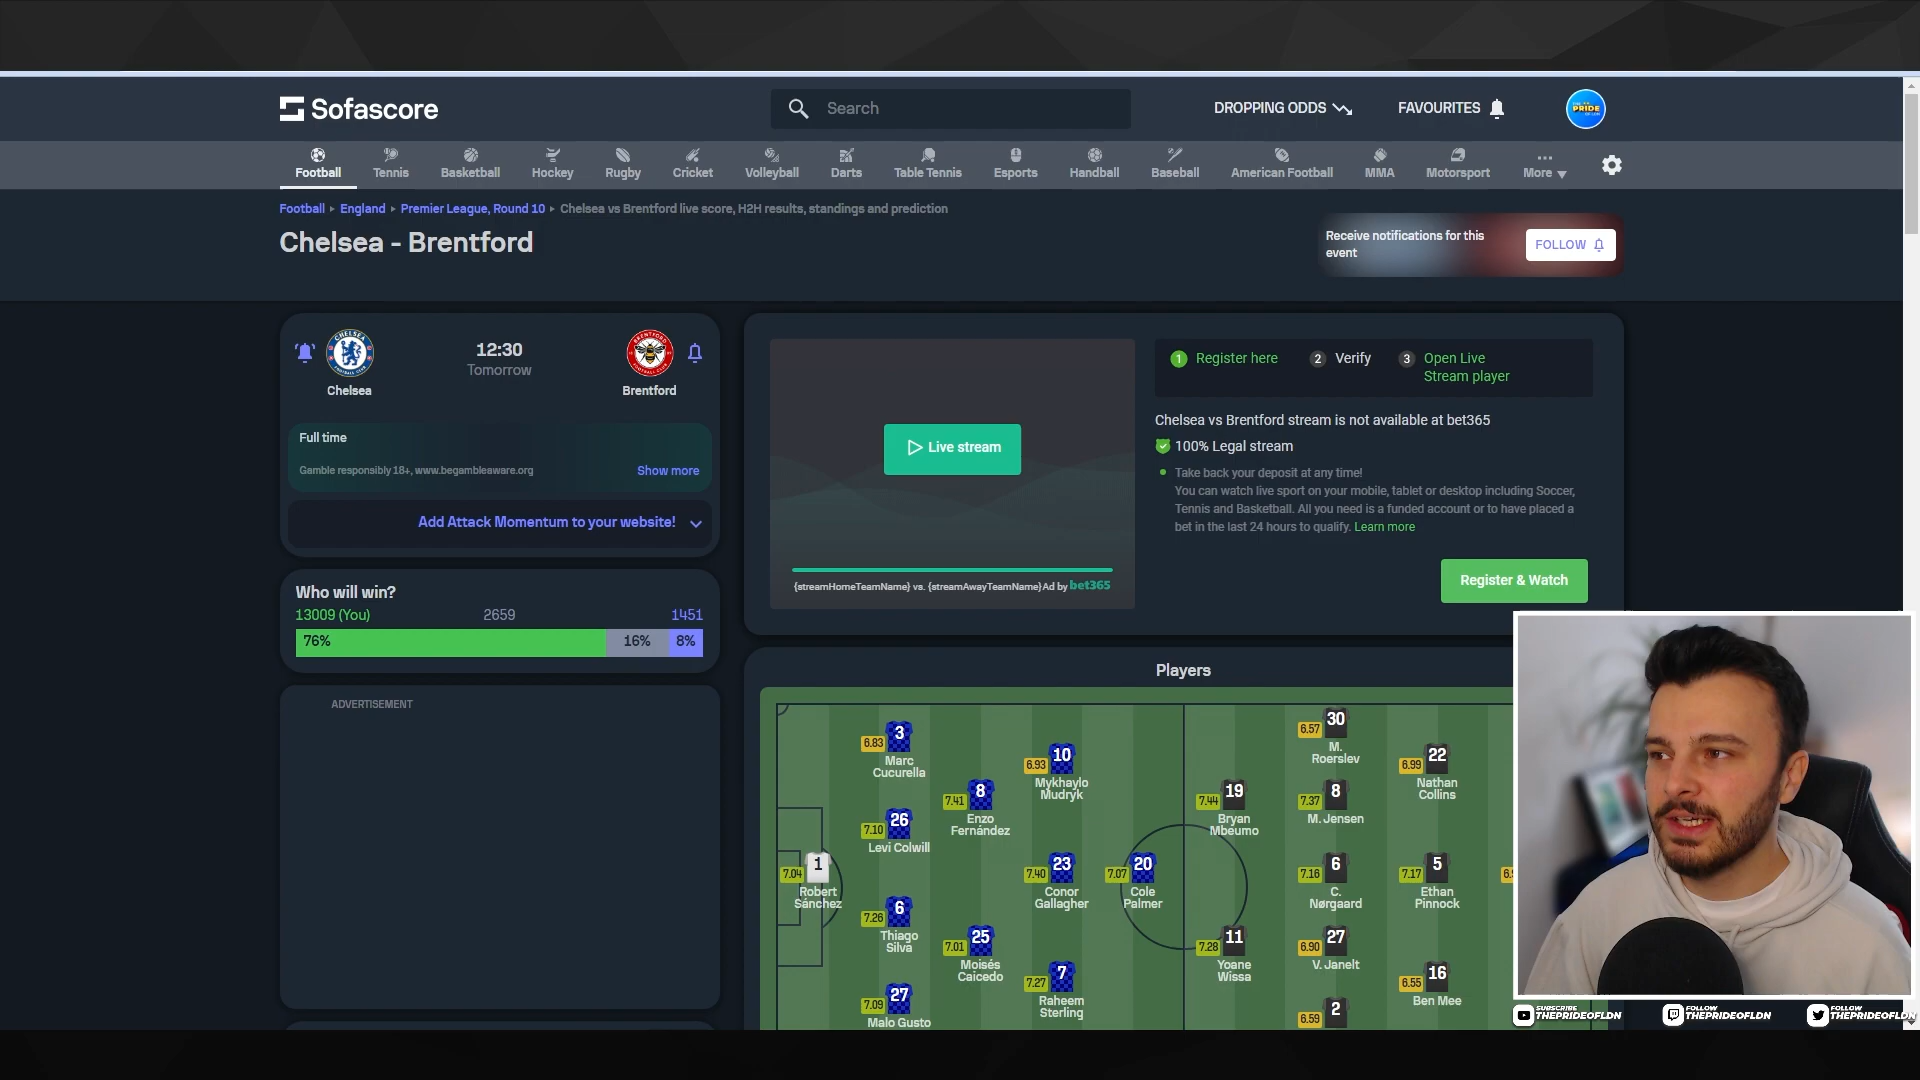 Sofascore
Search
DROPPING ODDS
FAVOURITES
PRIDE
Football
Tennis
Basketball
Hockey
Rugby
Cricket
Volleyball
Darts
Table Tennis
Esports
Handball
Baseball
American Football
MMA
Motorsport
More
Football ▸ England ▸ Premier League, Round 10 ▸ Chelsea vs Brentford live score, H2H results, standings and prediction
Chelsea - Brentford
Receive notifications for this
event
FOLLOW
12:30
Tomorrow
Chelsea
Brentford
Full time
Gamble responsibly 18+, www.begambleaware.org
Show more
Add Attack Momentum to your website!
Who will win?
13009 (You)
2659
1451
76%
16%
8%
ADVERTISEMENT
Live stream
{streamHomeTeamName} vs. {streamAwayTeamName} Ad by bet365
1 Register here
2 Verify
3 Open Live
Stream player
Chelsea vs Brentford stream is not available at bet365
100% Legal stream
Take back your deposit at any time!
You can watch live sport on your mobile, tablet or desktop including Soccer,
Tennis and Basketball. All you need is a funded account or to have placed a
bet in the last 24 hours to qualify. Learn more
Register & Watch
Players
7.04
1
Robert
Sánchez
6.83
3
Marc
Cucurella
7.10
26
Levi Colwill
7.26
6
Thiago
Silva
7.09
27
Malo Gusto
7.41
8
Enzo
Fernández
7.01
25
Moisés
Caicedo
6.93
10
Mykhaylo
Mudryk
7.40
23
Conor
Gallagher
7.27
7
Raheem
Sterling
7.07
20
Cole
Palmer
7.44
19
Bryan
Mbeumo
7.28
11
Yoane
Wissa
6.57
30
M.
Roerslev
7.37
8
M. Jensen
7.16
6
C.
Nørgaard
6.90
27
V. Janelt
6.59
2
6.99
22
Nathan
Collins
7.17
5
Ethan
Pinnock
6.55
16
Ben Mee
SUBSCRIBE
THEPRIDEOFLDN
FOLLOW
THEPRIDEOFLDN
FOLLOW
THEPRIDEOFLDN